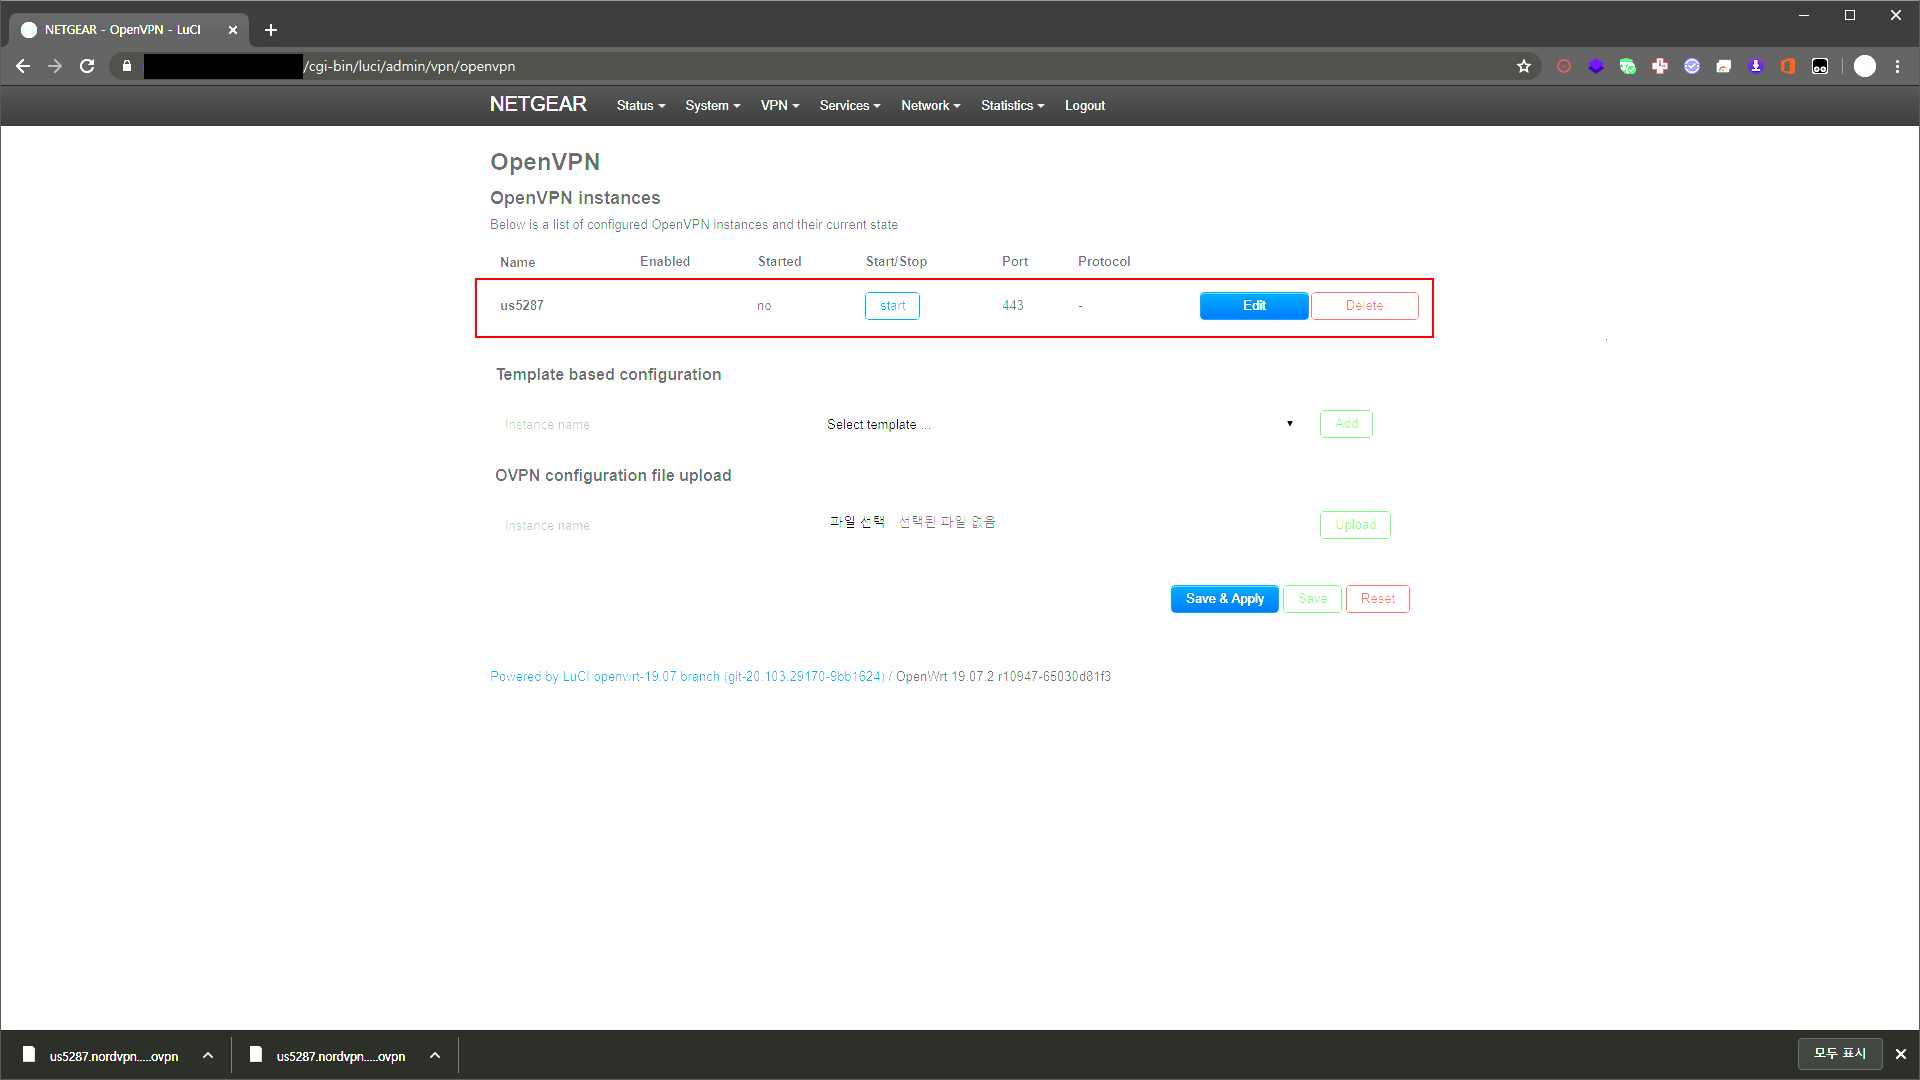 NETGEAR - OpenVPN - LuCI
/cgi-bin/luci/admin/vpn/openvpn
NETGEAR Status System VPN Services Network Statistics Logout
OpenVPN
OpenVPN instances
Below is a list of configured OpenVPN instances and their current state
Name Enabled Started Start/Stop Port Protocol
us5287 no start 443 - Edit Delete
Template based configuration
Instance name Select template ... Add
OVPN configuration file upload
Instance name 파일 선택 선택된 파일 없음 Upload
Save & Apply Save Reset
Powered by LuCI openwrt-19.07 branch (git-20.103.29170-9bb1624) / OpenWrt 19.07.2 r10947-65030d81f3
us5287.nordvpn.....ovpn us5287.nordvpn.....ovpn 모두 표시